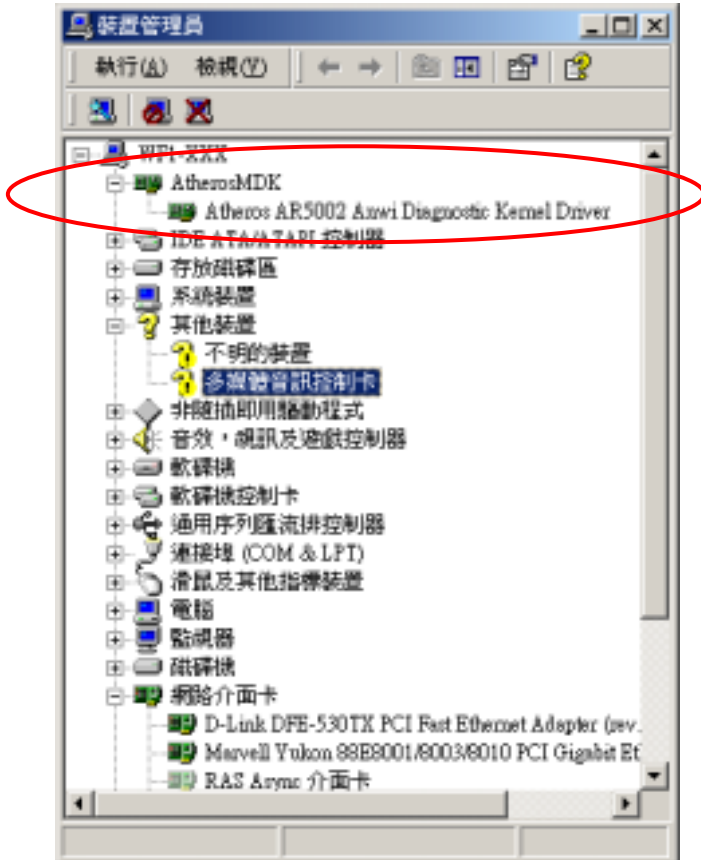 裝置管理員
執行(A) 檢視(V)
WF1-XXX
AtherosMDK
Atheros AR5002 Anwi Diagnostic Kernel Driver
IDE ATA/ATAPI 控制器
存放磁碟區
系統裝置
其他裝置
不明的裝置
多媒體音訊控制卡
非隨插即用驅動程式
音效，視訊及遊戲控制器
軟碟機
軟碟機控制卡
通用序列匯流排控制器
連接埠 (COM & LPT)
滑鼠及其他指標裝置
電腦
監視器
磁碟機
網路介面卡
D-Link DFE-530TX PCI Fast Ethernet Adapter (rev.
Marvell Yukon 88E8001/8003/8010 PCI Gigabit Et
RAS Async 介面卡